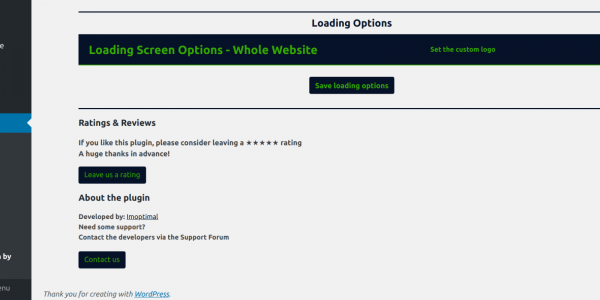 Loading Options
Loading Screen Options - Whole Website
Set the custom logo
Save loading options
Ratings & Reviews
If you like this plugin, please consider leaving a ★★★★★ rating
A huge thanks in advance!
Leave us a rating
About the plugin
Developed by: Imoptimal
Need some support?
Contact the developers via the Support Forum
Contact us
by
Thank you for creating with WordPress.